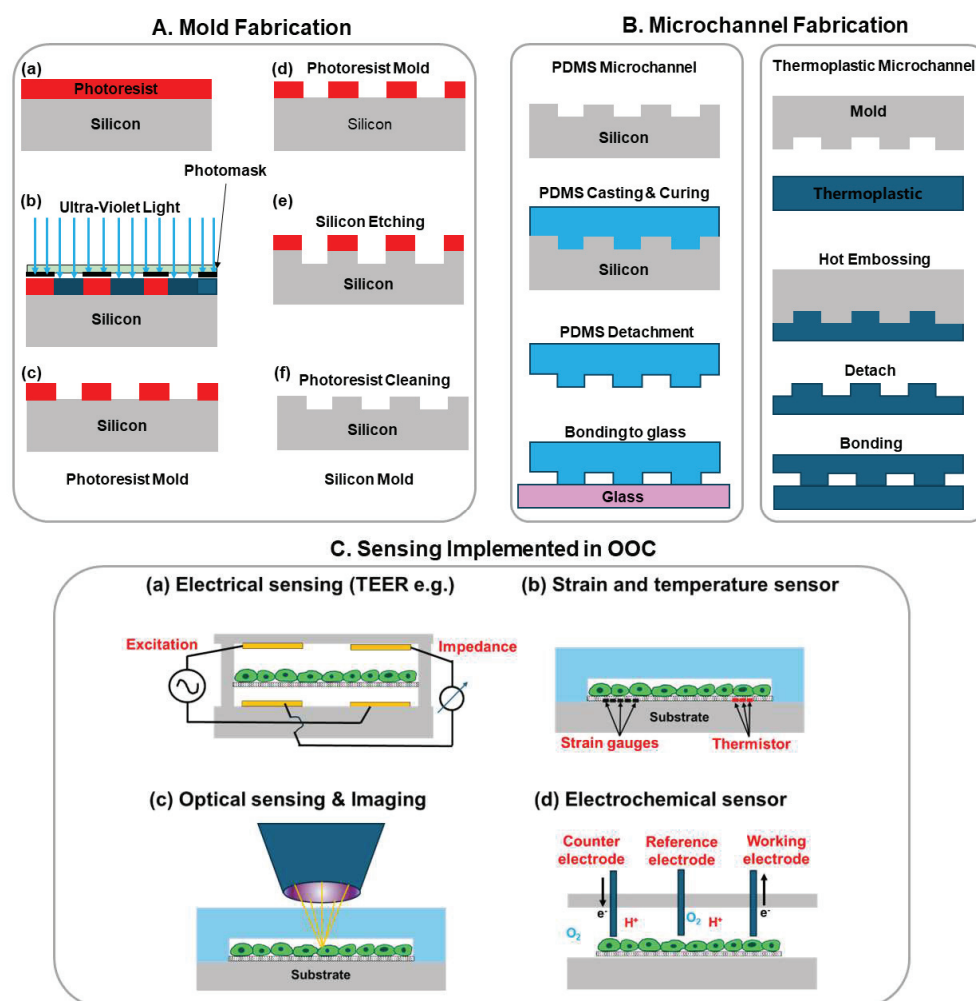 A. Mold Fabrication
(a)
Photoresist
Silicon
Photomask
(b)
Ultra-Violet Light
Silicon
(c)
Silicon
Photoresist Mold
(d)
Photoresist Mold
Silicon
(e)
Silicon Etching
(f)
Photoresist Cleaning
Silicon
Silicon Mold
B. Microchannel Fabrication
PDMS Microchannel
Silicon
PDMS Casting & Curing
Silicon
PDMS Detachment
Bonding to glass
Glass
Thermoplastic Microchannel
Mold
Thermoplastic
Hot Embossing
Detach
Bonding
C. Sensing Implemented in OOC
(a) Electrical sensing (TEER e.g.)
Excitation
Impedance
(b) Strain and temperature sensor
Substrate
Strain gauges
Thermistor
(c) Optical sensing & Imaging
Substrate
(d) Electrochemical sensor
Counter
electrode
Reference
electrode
Working
electrode
e⁻
H⁺
O₂
H⁺
e⁻
O₂